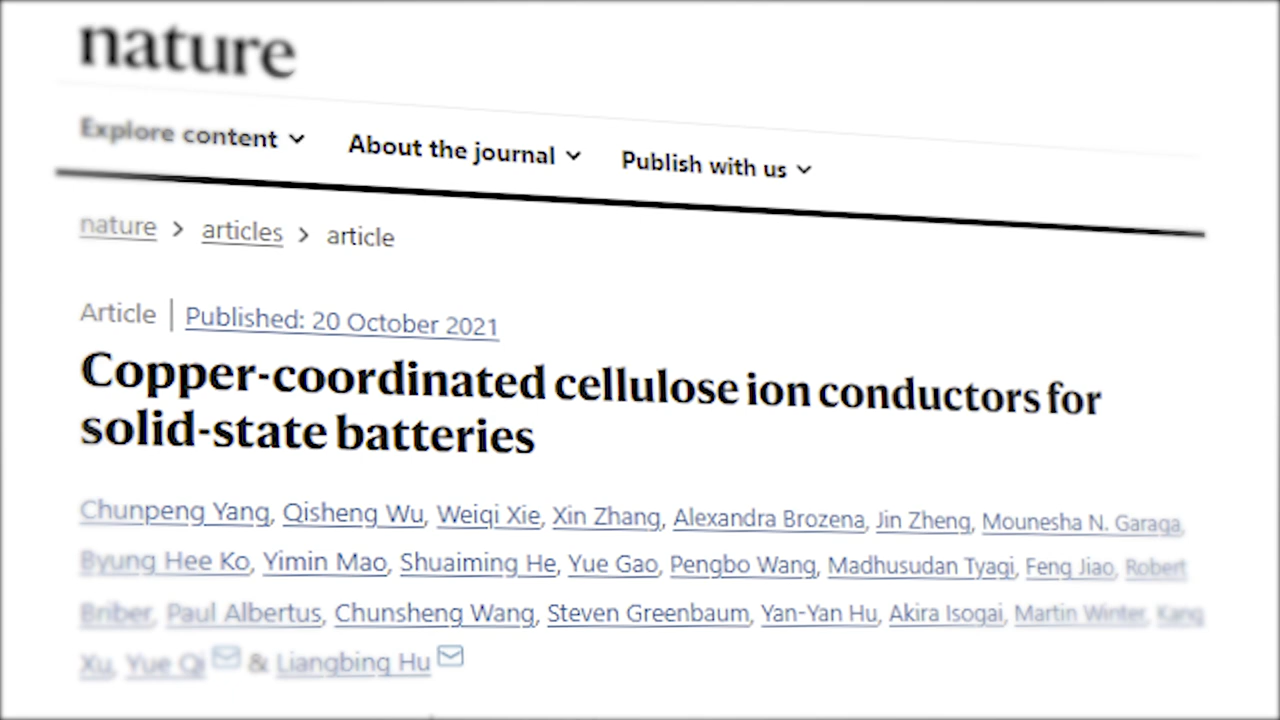 nature
Explore content About the journal Publish with us
nature > articles > article
Article | Published: 20 October 2021
Copper-coordinated cellulose ion conductors for
solid-state batteries
Chunpeng Yang, Qisheng Wu, Weiqi Xie, Xin Zhang, Alexandra Brozena, Jin Zheng, Mounesha N. Garaga,
Byung Hee Ko, Yimin Mao, Shuaiming He, Yue Gao, Pengbo Wang, Madhusudan Tyagi, Feng Jiao, Robert
Briber, Paul Albertus, Chunsheng Wang, Steven Greenbaum, Yan-Yan Hu, Akira Isogai, Martin Winter, Kang
Xu, Yue Qi & Liangbing Hu